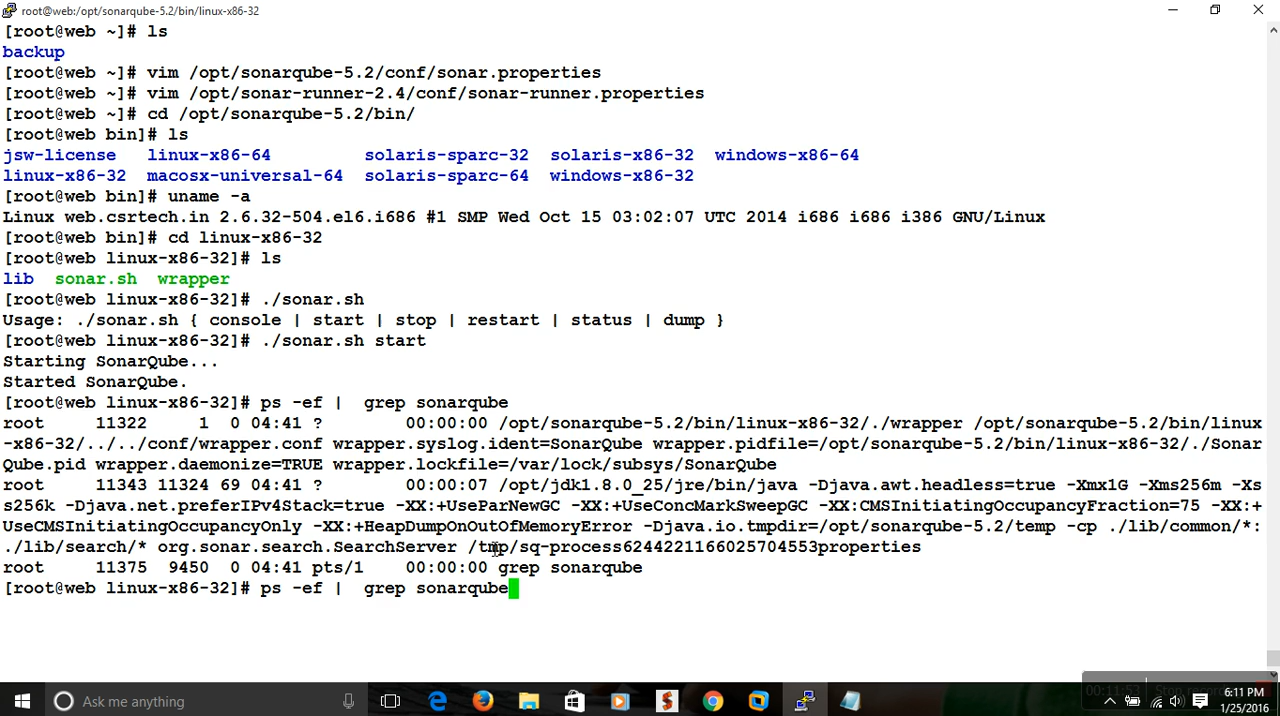 root@web:/opt/sonarqube-5.2/bin/linux-x86-32
[root@web ~]# ls
backup
[root@web ~]# vim /opt/sonarqube-5.2/conf/sonar.properties
[root@web ~]# vim /opt/sonar-runner-2.4/conf/sonar-runner.properties
[root@web ~]# cd /opt/sonarqube-5.2/bin/
[root@web bin]# ls
jsw-license   linux-x86-64         solaris-sparc-32  solaris-x86-32  windows-x86-64
linux-x86-32  macosx-universal-64  solaris-sparc-64  windows-x86-32
[root@web bin]# uname -a
Linux web.csrtech.in 2.6.32-504.el6.i686 #1 SMP Wed Oct 15 03:02:07 UTC 2014 i686 i686 i386 GNU/Linux
[root@web bin]# cd linux-x86-32
[root@web linux-x86-32]# ls
lib  sonar.sh  wrapper
[root@web linux-x86-32]# ./sonar.sh
Usage: ./sonar.sh { console | start | stop | restart | status | dump }
[root@web linux-x86-32]# ./sonar.sh start
Starting SonarQube...
Started SonarQube.
[root@web linux-x86-32]# ps -ef |  grep sonarqube
root     11322     1  0 04:41 ?        00:00:00 /opt/sonarqube-5.2/bin/linux-x86-32/./wrapper /opt/sonarqube-5.2/bin/linux
-x86-32/../../conf/wrapper.conf wrapper.syslog.ident=SonarQube wrapper.pidfile=/opt/sonarqube-5.2/bin/linux-x86-32/./Sonar
Qube.pid wrapper.daemonize=TRUE wrapper.lockfile=/var/lock/subsys/SonarQube
root     11343 11324 69 04:41 ?        00:00:07 /opt/jdk1.8.0_25/jre/bin/java -Djava.awt.headless=true -Xmx1G -Xms256m -Xs
s256k -Djava.net.preferIPv4Stack=true -XX:+UseParNewGC -XX:+UseConcMarkSweepGC -XX:CMSInitiatingOccupancyFraction=75 -XX:+
UseCMSInitiatingOccupancyOnly -XX:+HeapDumpOnOutOfMemoryError -Djava.io.tmpdir=/opt/sonarqube-5.2/temp -cp ./lib/common/*:
./lib/search/* org.sonar.search.SearchServer /tmp/sq-process6244221166025704553properties
root     11375  9450  0 04:41 pts/1    00:00:00 grep sonarqube
[root@web linux-x86-32]# ps -ef |  grep sonarqube
Ask me anything
00:11:53 Stop record
6:11 PM
1/25/2016